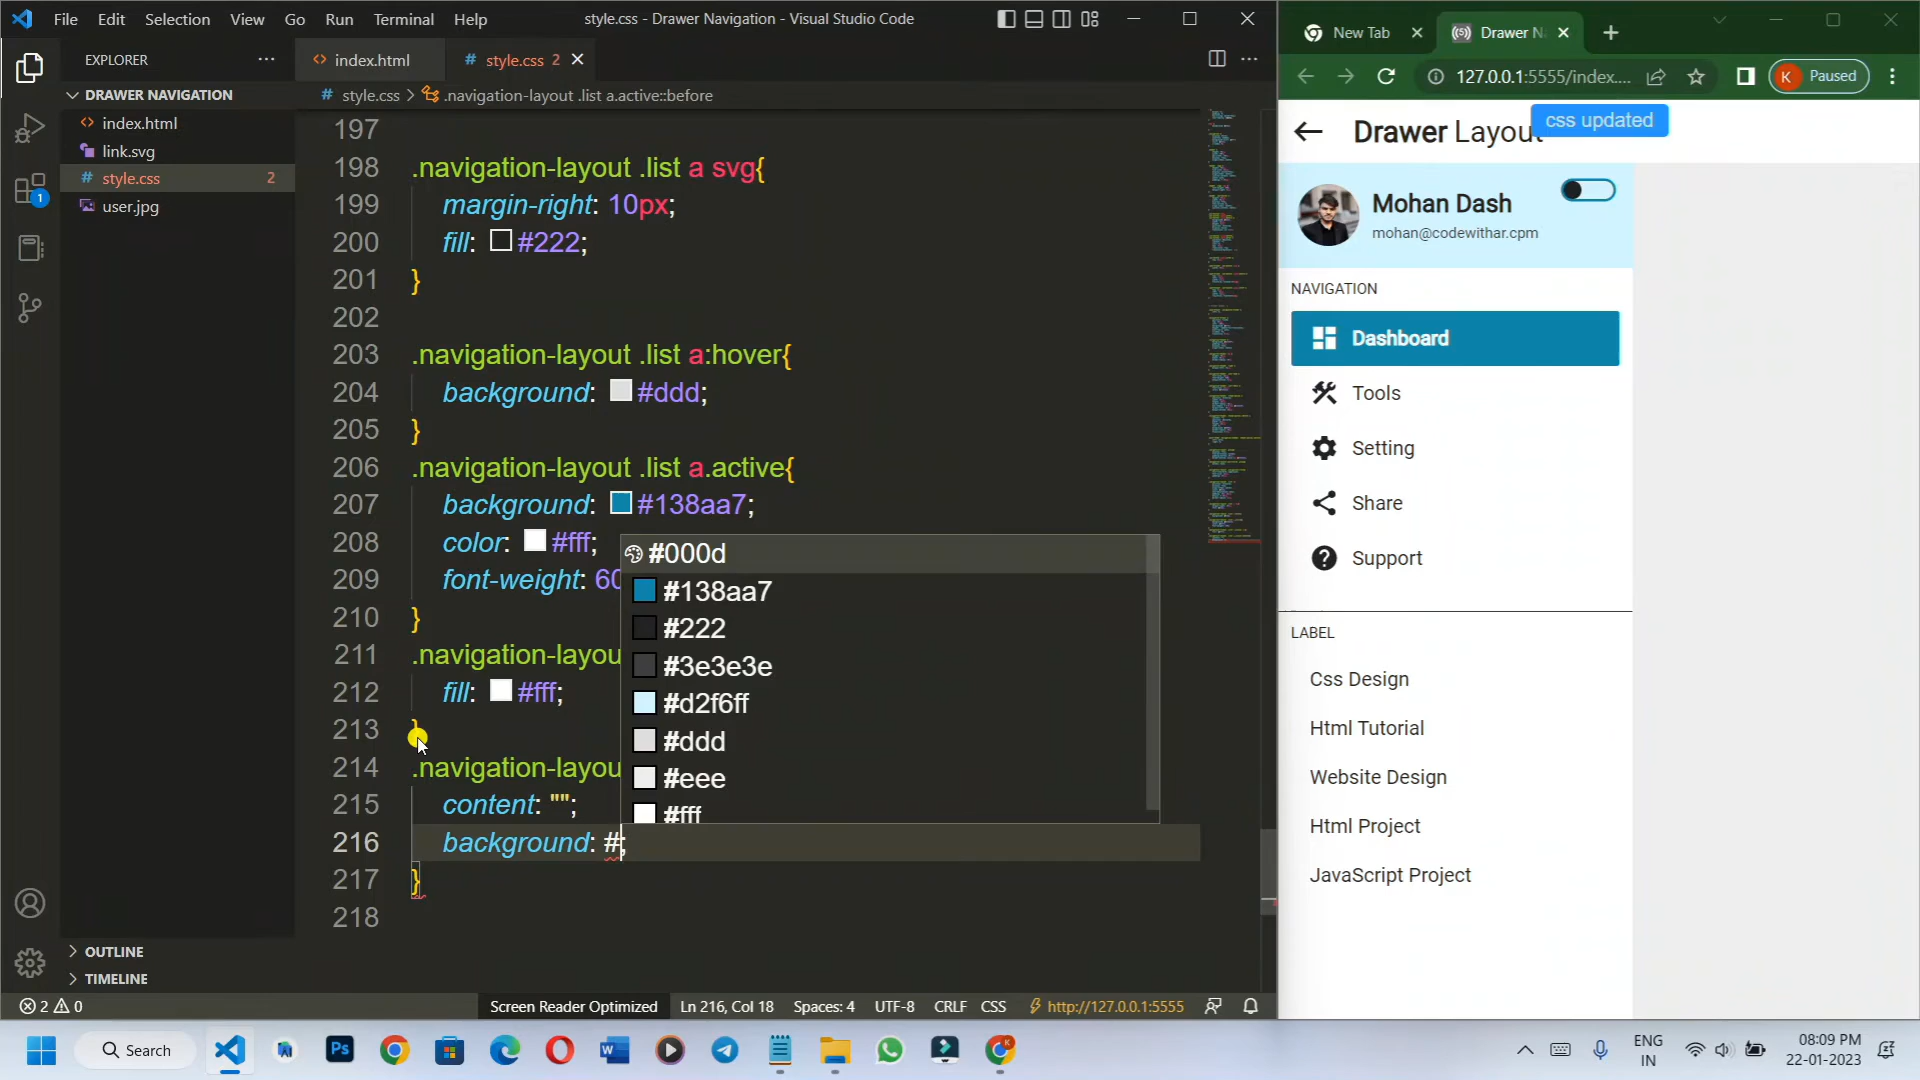 File Edit Selection View Go Run Terminal Help
style.css - Drawer Navigation - Visual Studio Code
EXPLORER
index.html
# style.css 2
DRAWER NAVIGATION
index.html
link.svg
# style.css 2
user.jpg
OUTLINE
TIMELINE
1
# style.css > .navigation-layout .list a.active::before
197
198 .navigation-layout .list a svg{
199 margin-right: 10px;
200 fill: #222;
201 }
202
203 .navigation-layout .list a:hover{
204 background: #ddd;
205 }
206 .navigation-layout .list a.active{
207 background: #138aa7;
208 color: #fff;
209 font-weight: 60
210 }
211 .navigation-layou
212 fill: #fff;
213 }
214 .navigation-layou
215 content: "";
216 background: #;
217 }
218
#000d
#138aa7
#222
#3e3e3e
#d2f6ff
#ddd
#eee
#fff
2 0
Screen Reader Optimized
Ln 216, Col 18
Spaces: 4
UTF-8
CRLF
CSS
http://127.0.0.1:5555
New Tab
Drawer N
127.0.0.1:5555/index....
K Paused
Drawer Layout
css updated
Mohan Dash
mohan@codewithar.cpm
NAVIGATION
Dashboard
Tools
Setting
Share
Support
LABEL
Css Design
Html Tutorial
Website Design
Html Project
JavaScript Project
Search
Ps
W
K
ENG
IN
08:09 PM
22-01-2023